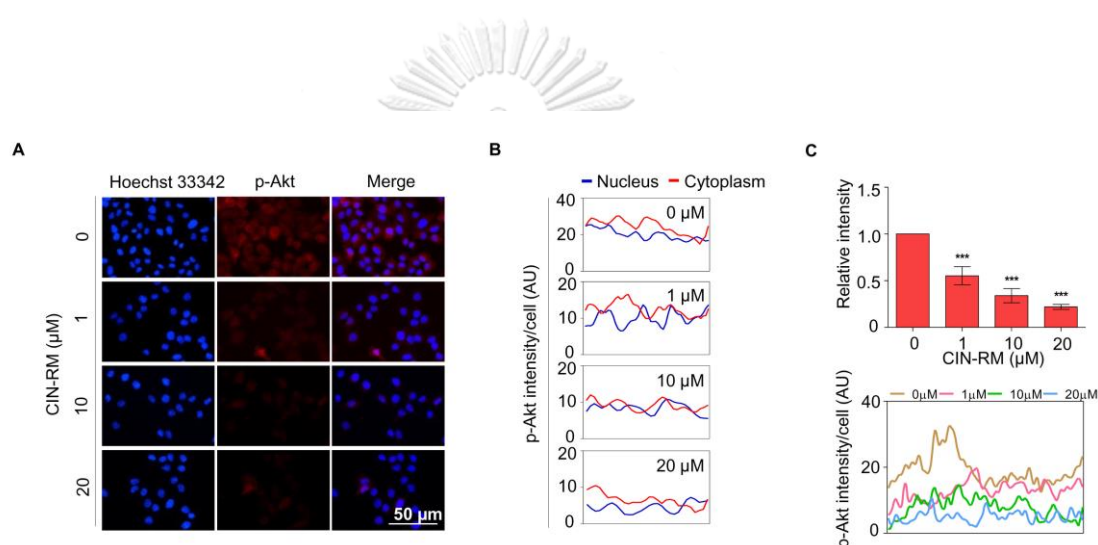 A
Hoechst 33342 p-Akt Merge
CIN-RM (µM)
0
1
10
20
50 µm
B
Nucleus Cytoplasm
p-Akt intensity/cell (AU)
40
20
0
0 µM
20
10
0
1 µM
20
10
0
10 µM
20
10
0
20 µM
C
Relative intensity
1.5
1.0
0.5
0
*** *** ***
0 1 10 20
CIN-RM (µM)
p-Akt intensity/cell (AU)
0µM 1µM 10µM 20µM
40
20
0